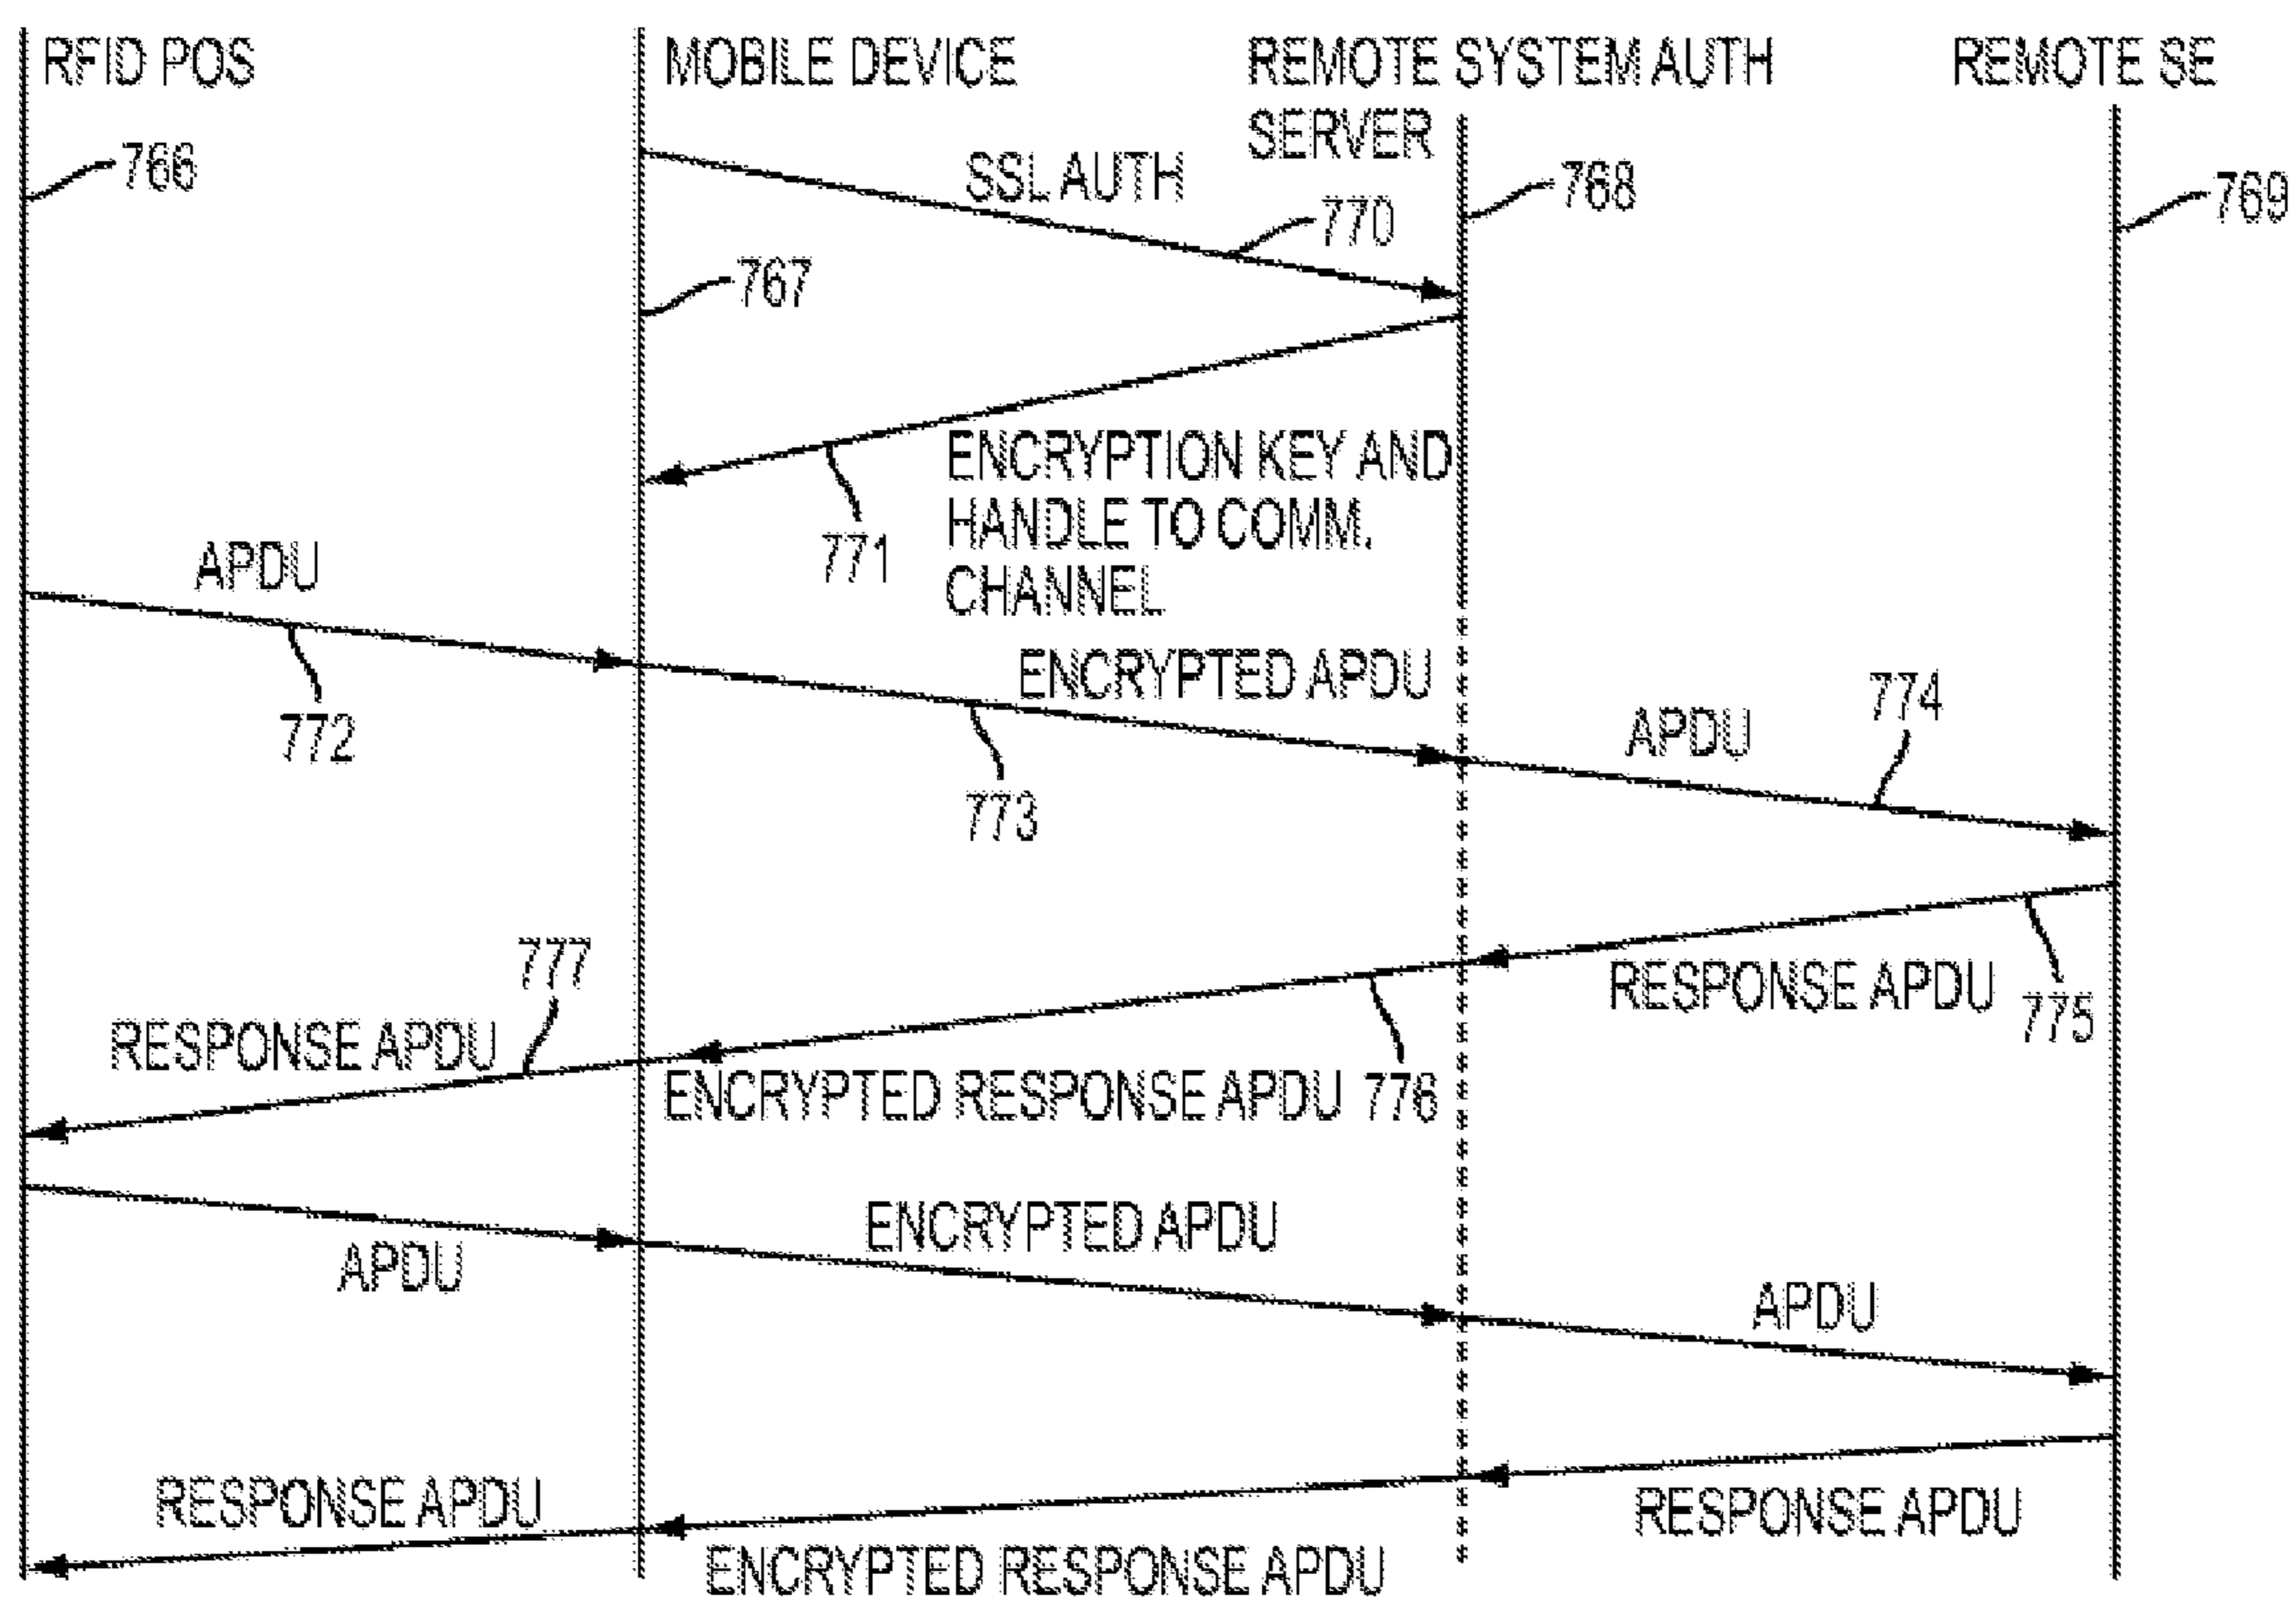 RFID POS
MOBILE DEVICE
REMOTE SYSTEM AUTH
SERVER
REMOTE SE
766
SSL AUTH
770
768
769
767
ENCRYPTION KEY AND
HANDLE TO COMM.
CHANNEL
771
APDU
772
ENCRYPTED APDU
773
APDU
774
777
RESPONSE APDU
775
RESPONSE APDU
ENCRYPTED RESPONSE APDU 776
APDU
ENCRYPTED APDU
APDU
RESPONSE APDU
ENCRYPTED RESPONSE APDU
RESPONSE APDU